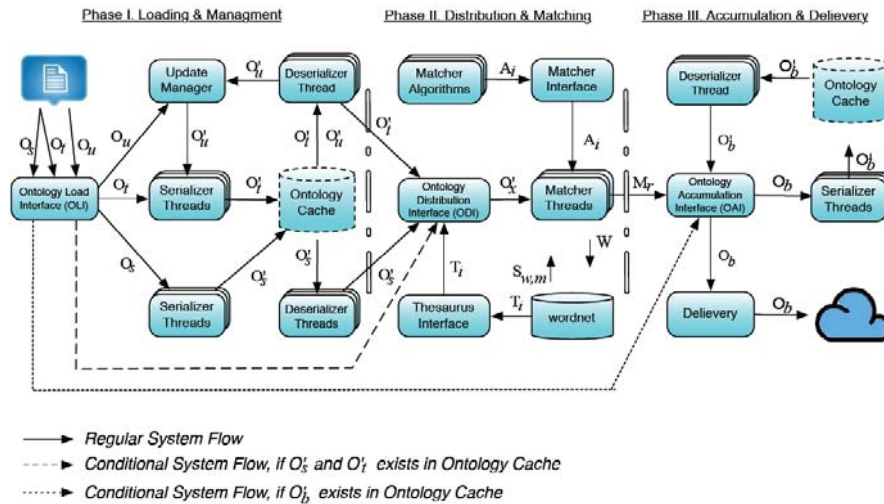 Phase I. Loading & Managment
Phase II. Distribution & Matching
Phase III. Accumulation & Delievery
Update
Manager
O'u
Deserializer
Thread
Matcher
Algorithms
Ai
Matcher
Interface
Deserializer
Thread
O'b
Ontology
Cache
Os
Ot
Ou
Ou
O'u
O't
O'u
O't
Ai
O'b
O'b
Ontology Load
Interface (OLI)
Ot
Serializer
Threads
O't
Ontology
Cache
Ontology
Distribution
Interface (ODI)
O'x
Matcher
Threads
Mr
Ontology
Accumulation
Interface (OAI)
Ob
Serializer
Threads
Os
O's
O's
O's
Ti
Sw,m
W
Ob
Serializer
Threads
Deserializer
Threads
Thesaurus
Interface
Ti
wordnet
Delievery
Ob
Regular System Flow
Conditional System Flow, if O's and O't exists in Ontology Cache
Conditional System Flow, if O'b exists in Ontology Cache